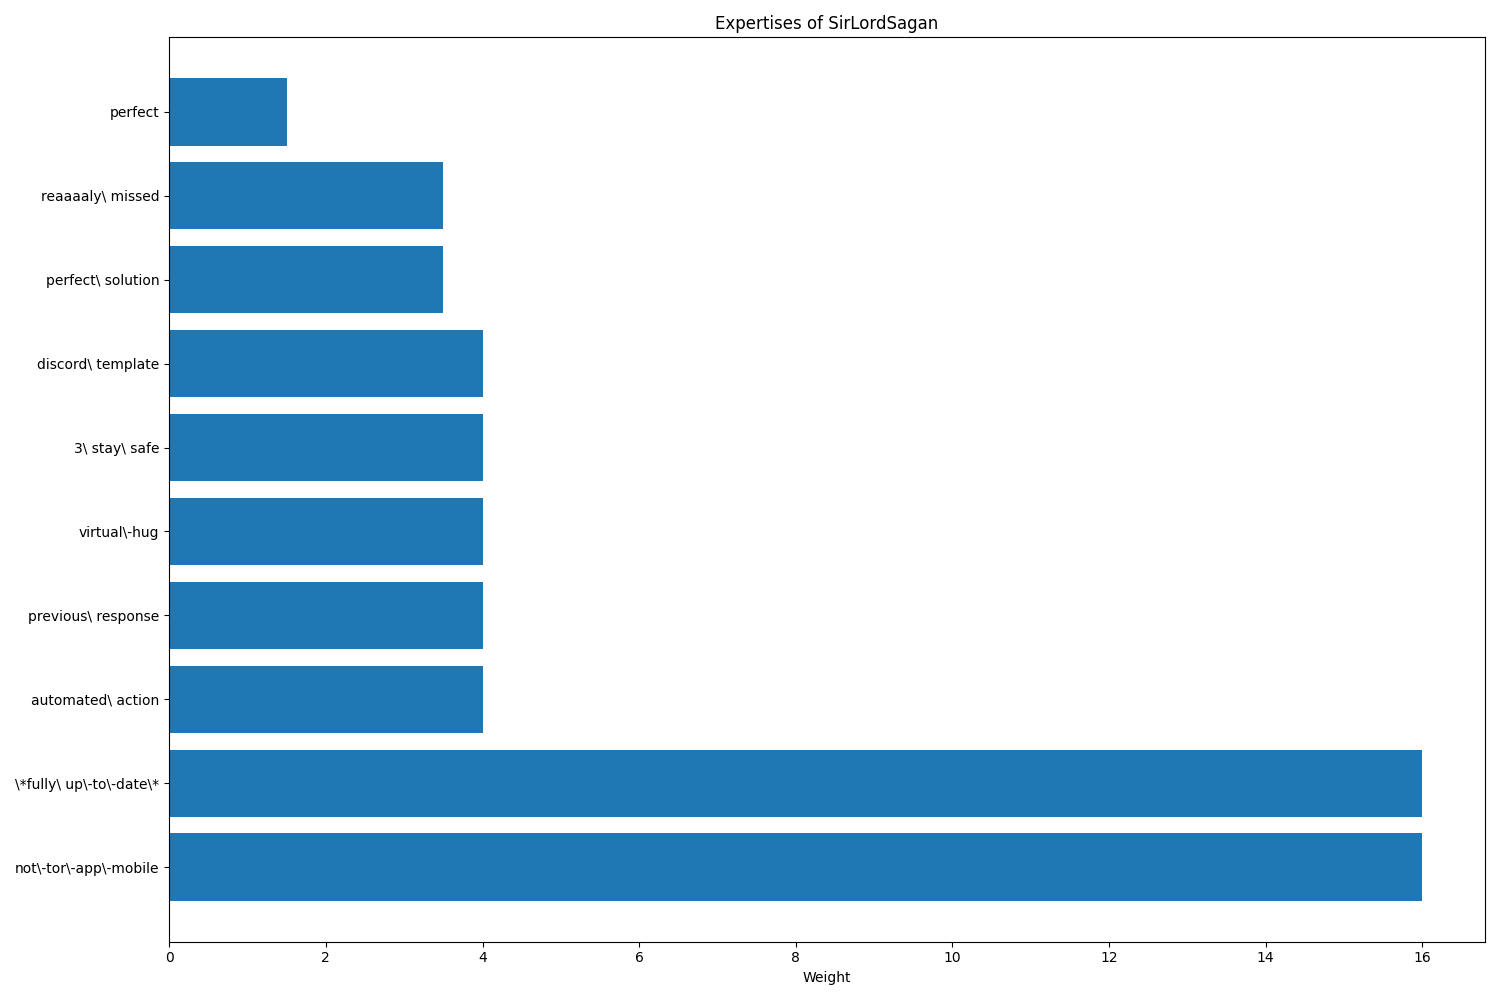 Expertises of SirLordSagan
perfect
reaaaaly\ missed
perfect\ solution
discord\ template
3\ stay\ safe
virtual\-hug
previous\ response
automated\ action
\*fully\ up\-to\-date\*
not\-tor\-app\-mobile
0 2 4 6 8 10 12 14 16
Weight